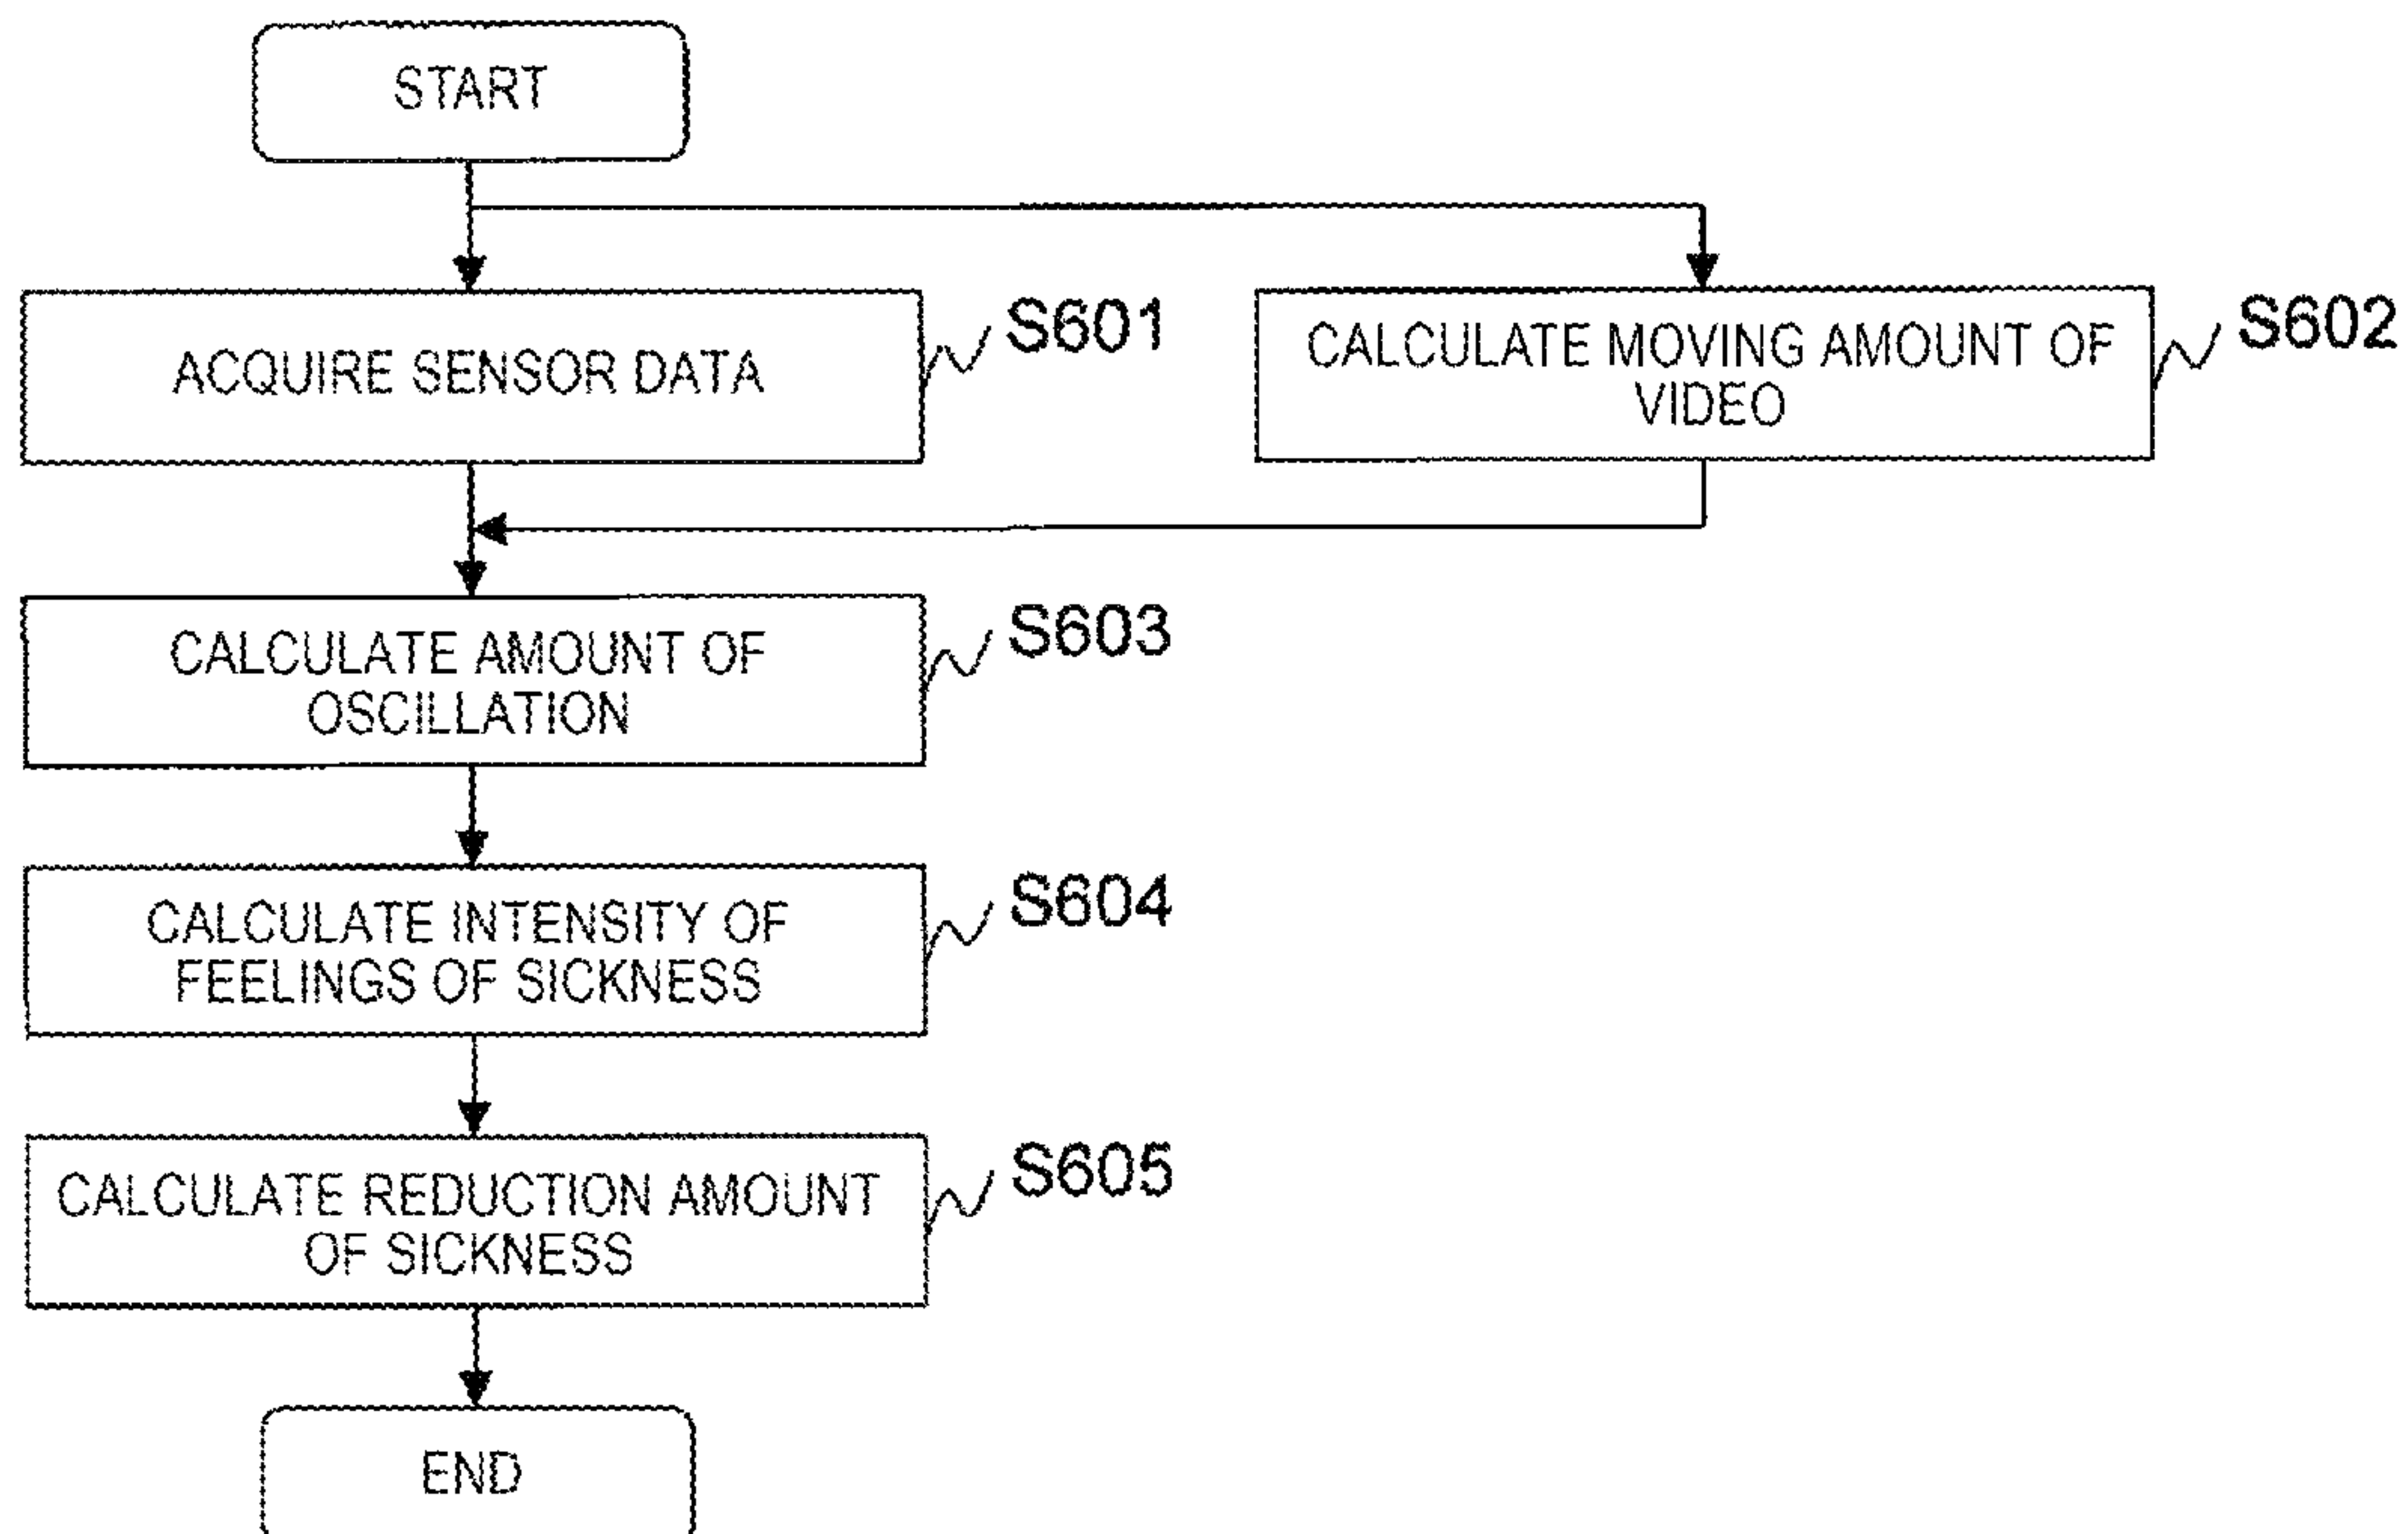 START
ACQUIRE SENSOR DATA
S601
CALCULATE MOVING AMOUNT OF
VIDEO
S602
CALCULATE AMOUNT OF
OSCILLATION
S603
CALCULATE INTENSITY OF
FEELINGS OF SICKNESS
S604
CALCULATE REDUCTION AMOUNT
OF SICKNESS
S605
END